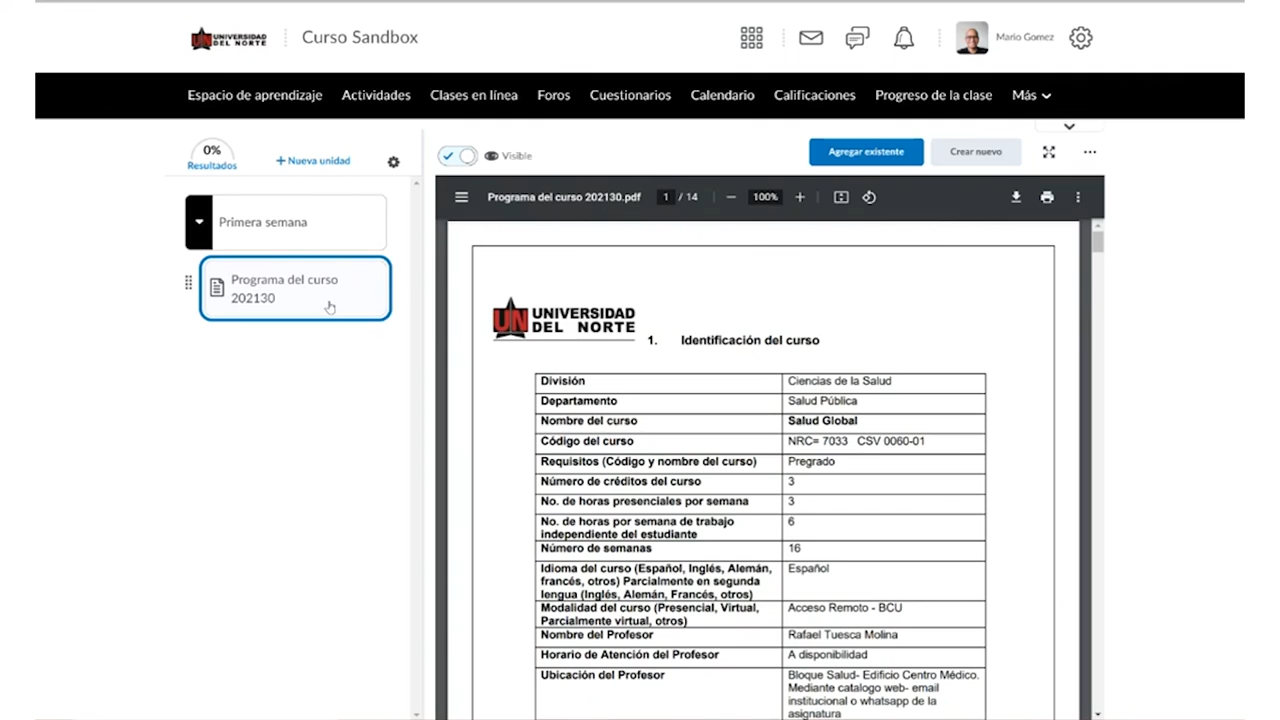 UNIVERSIDAD
DEL NORTE
Curso Sandbox
Mario Gomez
Espacio de aprendizaje Actividades Clases en línea Foros Cuestionarios Calendario Calificaciones Progreso de la clase Más
0%
Resultados
+ Nueva unidad
Primera semana
Programa del curso
202130
Visible
Agregar existente
Crear nuevo
Programa del curso 202130.pdf 1 / 14 − 100% +
UN UNIVERSIDAD
DEL NORTE
1. Identificación del curso
División Ciencias de la Salud
Departamento Salud Pública
Nombre del curso Salud Global
Código del curso NRC= 7033 CSV 0060-01
Requisitos (Código y nombre del curso) Pregrado
Número de créditos del curso 3
No. de horas presenciales por semana 3
No. de horas por semana de trabajo 6
independiente del estudiante
Número de semanas 16
Idioma del curso (Español, Inglés, Alemán, Español
francés, otros) Parcialmente en segunda
lengua (Inglés, Alemán, Francés, otros)
Modalidad del curso (Presencial, Virtual, Acceso Remoto - BCU
Parcialmente virtual, otros)
Nombre del Profesor Rafael Tuesca Molina
Horario de Atención del Profesor A disponibilidad
Ubicación del Profesor Bloque Salud- Edificio Centro Médico.
Mediante catalogo web- email
institucional o whatsapp de la
asignatura